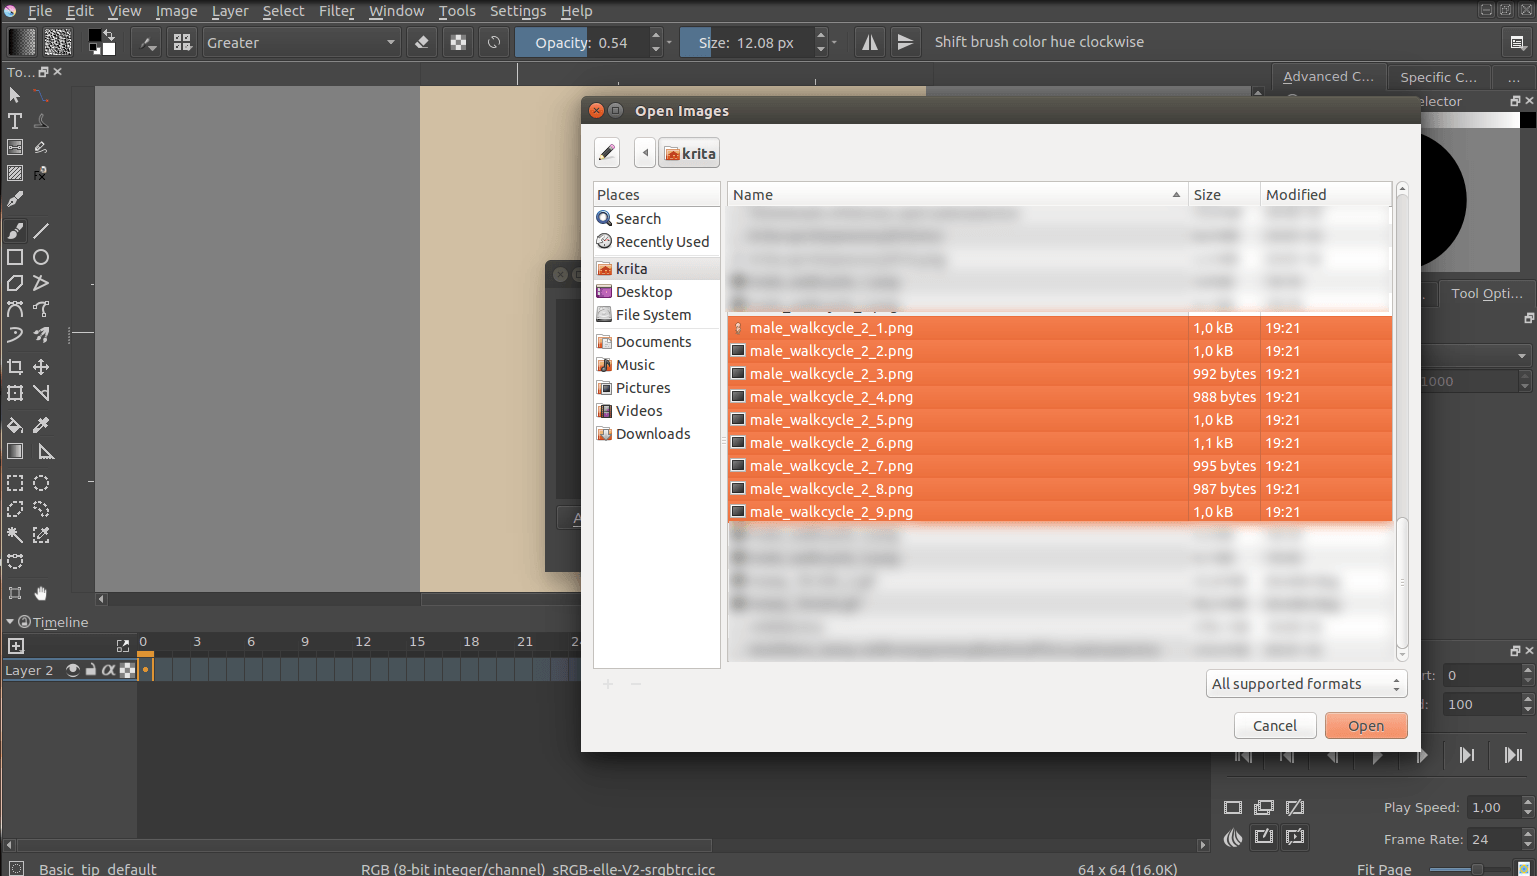 File Edit View Image Layer Select Filter Window Tools Settings Help
Greater
Opacity: 0.54
Size: 12.08 px
Shift brush color hue clockwise
To...
Advanced C...
Specific C...
...
elector
Open Images
krita
Places
Search
Recently Used
krita
Desktop
File System
Documents
Music
Pictures
Videos
Downloads
Name Size Modified
male_walkcycle_2_1.png 1,0 kB 19:21
male_walkcycle_2_2.png 1,0 kB 19:21
male_walkcycle_2_3.png 992 bytes 19:21
male_walkcycle_2_4.png 988 bytes 19:21
male_walkcycle_2_5.png 1,0 kB 19:21
male_walkcycle_2_6.png 1,1 kB 19:21
male_walkcycle_2_7.png 995 bytes 19:21
male_walkcycle_2_8.png 987 bytes 19:21
male_walkcycle_2_9.png 1,0 kB 19:21
All supported formats
Cancel
Open
Tool Opti...
1000
Timeline
0 3 6 9 12 15 18 21
Layer 2
rt: 0
100
Play Speed: 1,00
Frame Rate: 24
Basic_tip_default
RGB (8-bit integer/channel) sRGB-elle-V2-srgbtrc.icc
64 x 64 (16.0K)
Fit Page